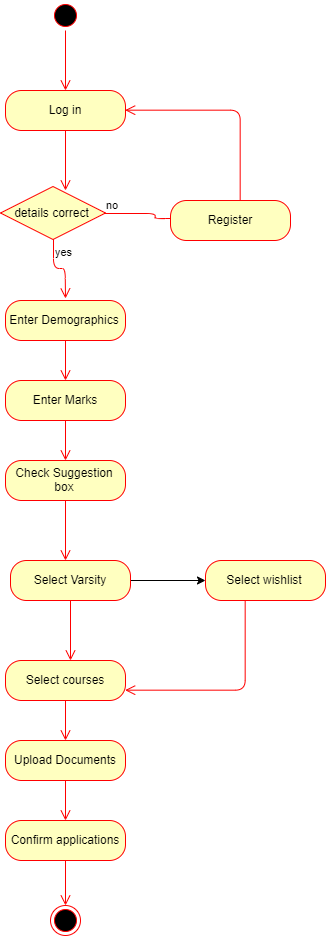 Log in
details correct
no
Register
yes
Enter Demographics
Enter Marks
Check Suggestion
box
Select Varsity
Select wishlist
Select courses
Upload Documents
Confirm applications